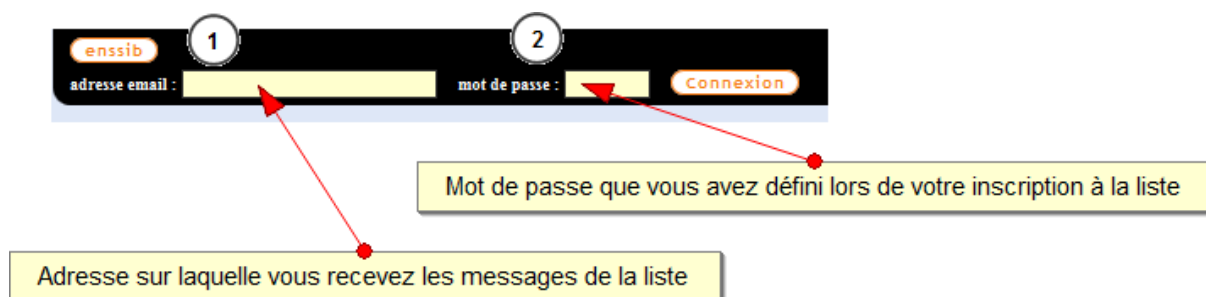 1 2
enssib
adresse email : mot de passe : Connexion
Mot de passe que vous avez défini lors de votre inscription à la liste
Adresse sur laquelle vous recevez les messages de la liste